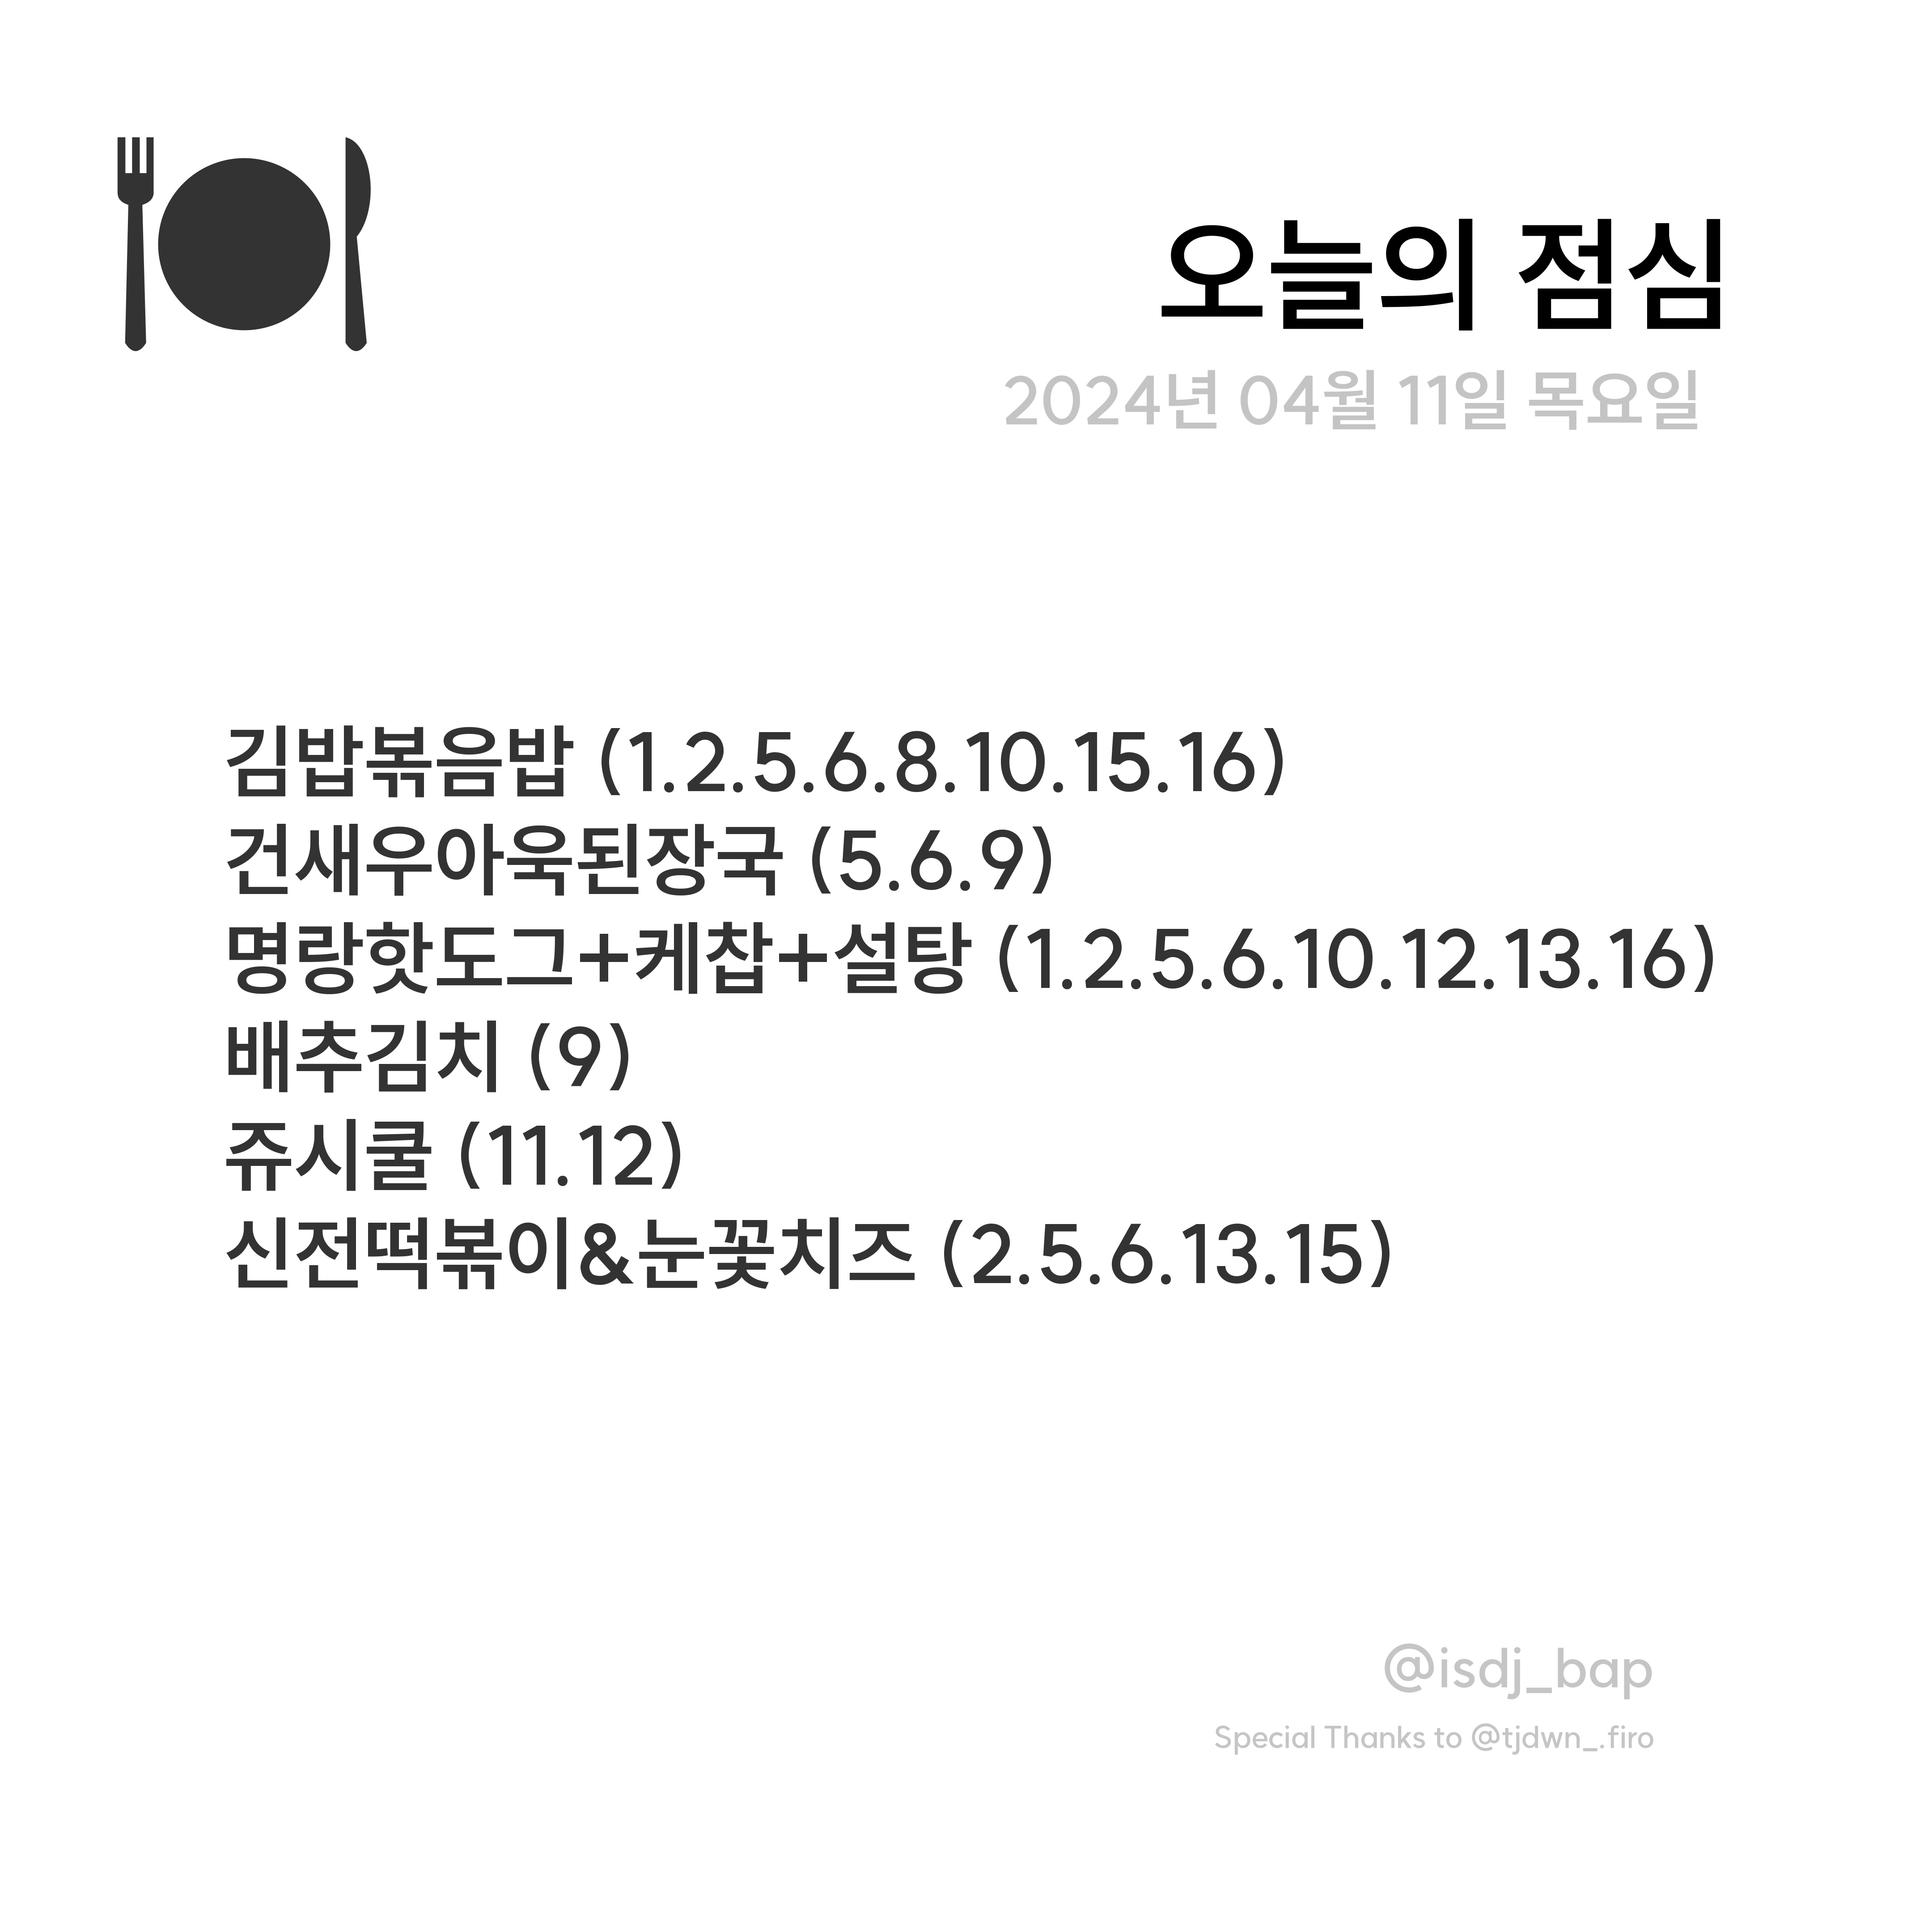 오늘의 점심
2024년 04월 11일 목요일
김밥볶음밥 (1.2.5.6.8.10.15.16)
건새우아욱된장국 (5.6.9)
명랑핫도그+케찹+설탕 (1.2.5.6.10.12.13.16)
배추김치 (9)
쥬시쿨 (11.12)
신전떡볶이&눈꽃치즈 (2.5.6.13.15)
@isdj_bap
Special Thanks to @tjdwn_.firo